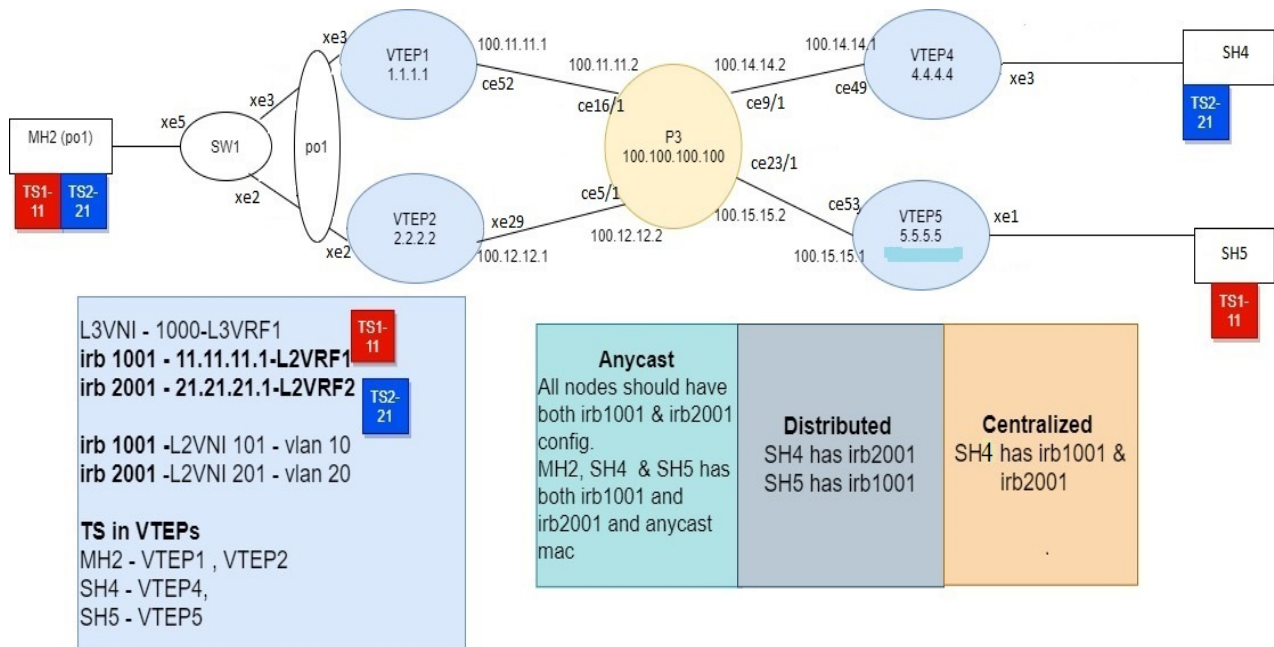 xe3
VTEP1
1.1.1.1
100.11.11.1
ce52
100.11.11.2
ce16/1
100.14.14.1
100.14.14.2
ce9/1
ce49
VTEP4
4.4.4.4
xe3
SH4
TS2-
21
MH2 (po1)
TS1-
11
TS2-
21
xe5
SW1
xe3
xe2
po1
P3
100.100.100.100
xe2
VTEP2
2.2.2.2
xe29
100.12.12.1
ce5/1
100.12.12.2
ce23/1
100.15.15.2
ce53
100.15.15.1
VTEP5
5.5.5.5
xe1
SH5
TS1-
11
L3VNI - 1000-L3VRF1
irb 1001 - 11.11.11.1-L2VRF1
irb 2001 - 21.21.21.1-L2VRF2
TS1-
11
TS2-
21
irb 1001 -L2VNI 101 - vlan 10
irb 2001 -L2VNI 201 - vlan 20
TS in VTEPs
MH2 - VTEP1 , VTEP2
SH4 - VTEP4,
SH5 - VTEP5
Anycast
All nodes should have
both irb1001 & irb2001
config.
MH2, SH4 & SH5 has
both irb1001 and
irb2001 and anycast
mac
Distributed
SH4 has irb2001
SH5 has irb1001
Centralized
SH4 has irb1001 &
irb2001
.